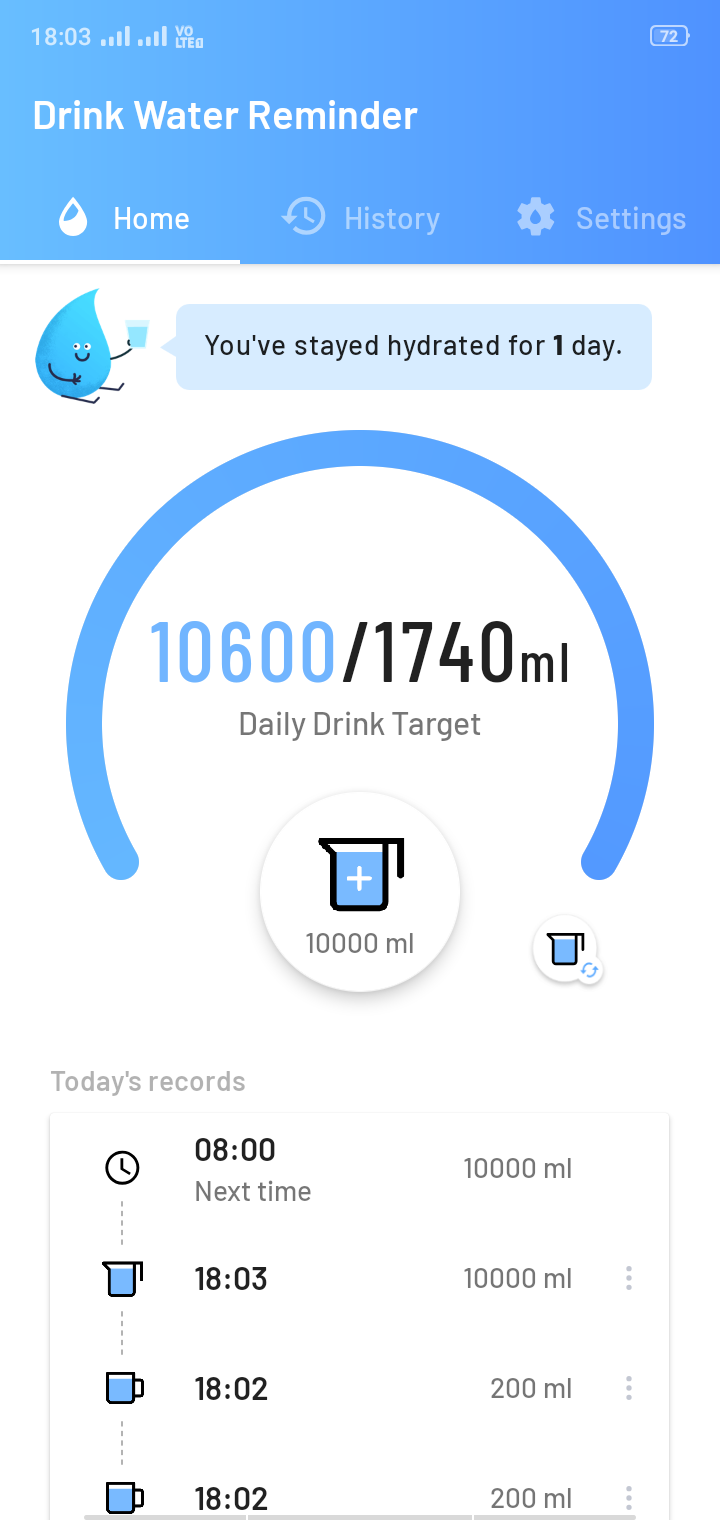 18:03 VO LTE 72
Drink Water Reminder
Home History Settings
You've stayed hydrated for 1 day.
10600/1740ml
Daily Drink Target
10000 ml
Today's records
08:00
Next time 10000 ml
18:03 10000 ml
18:02 200 ml
18:02 200 ml